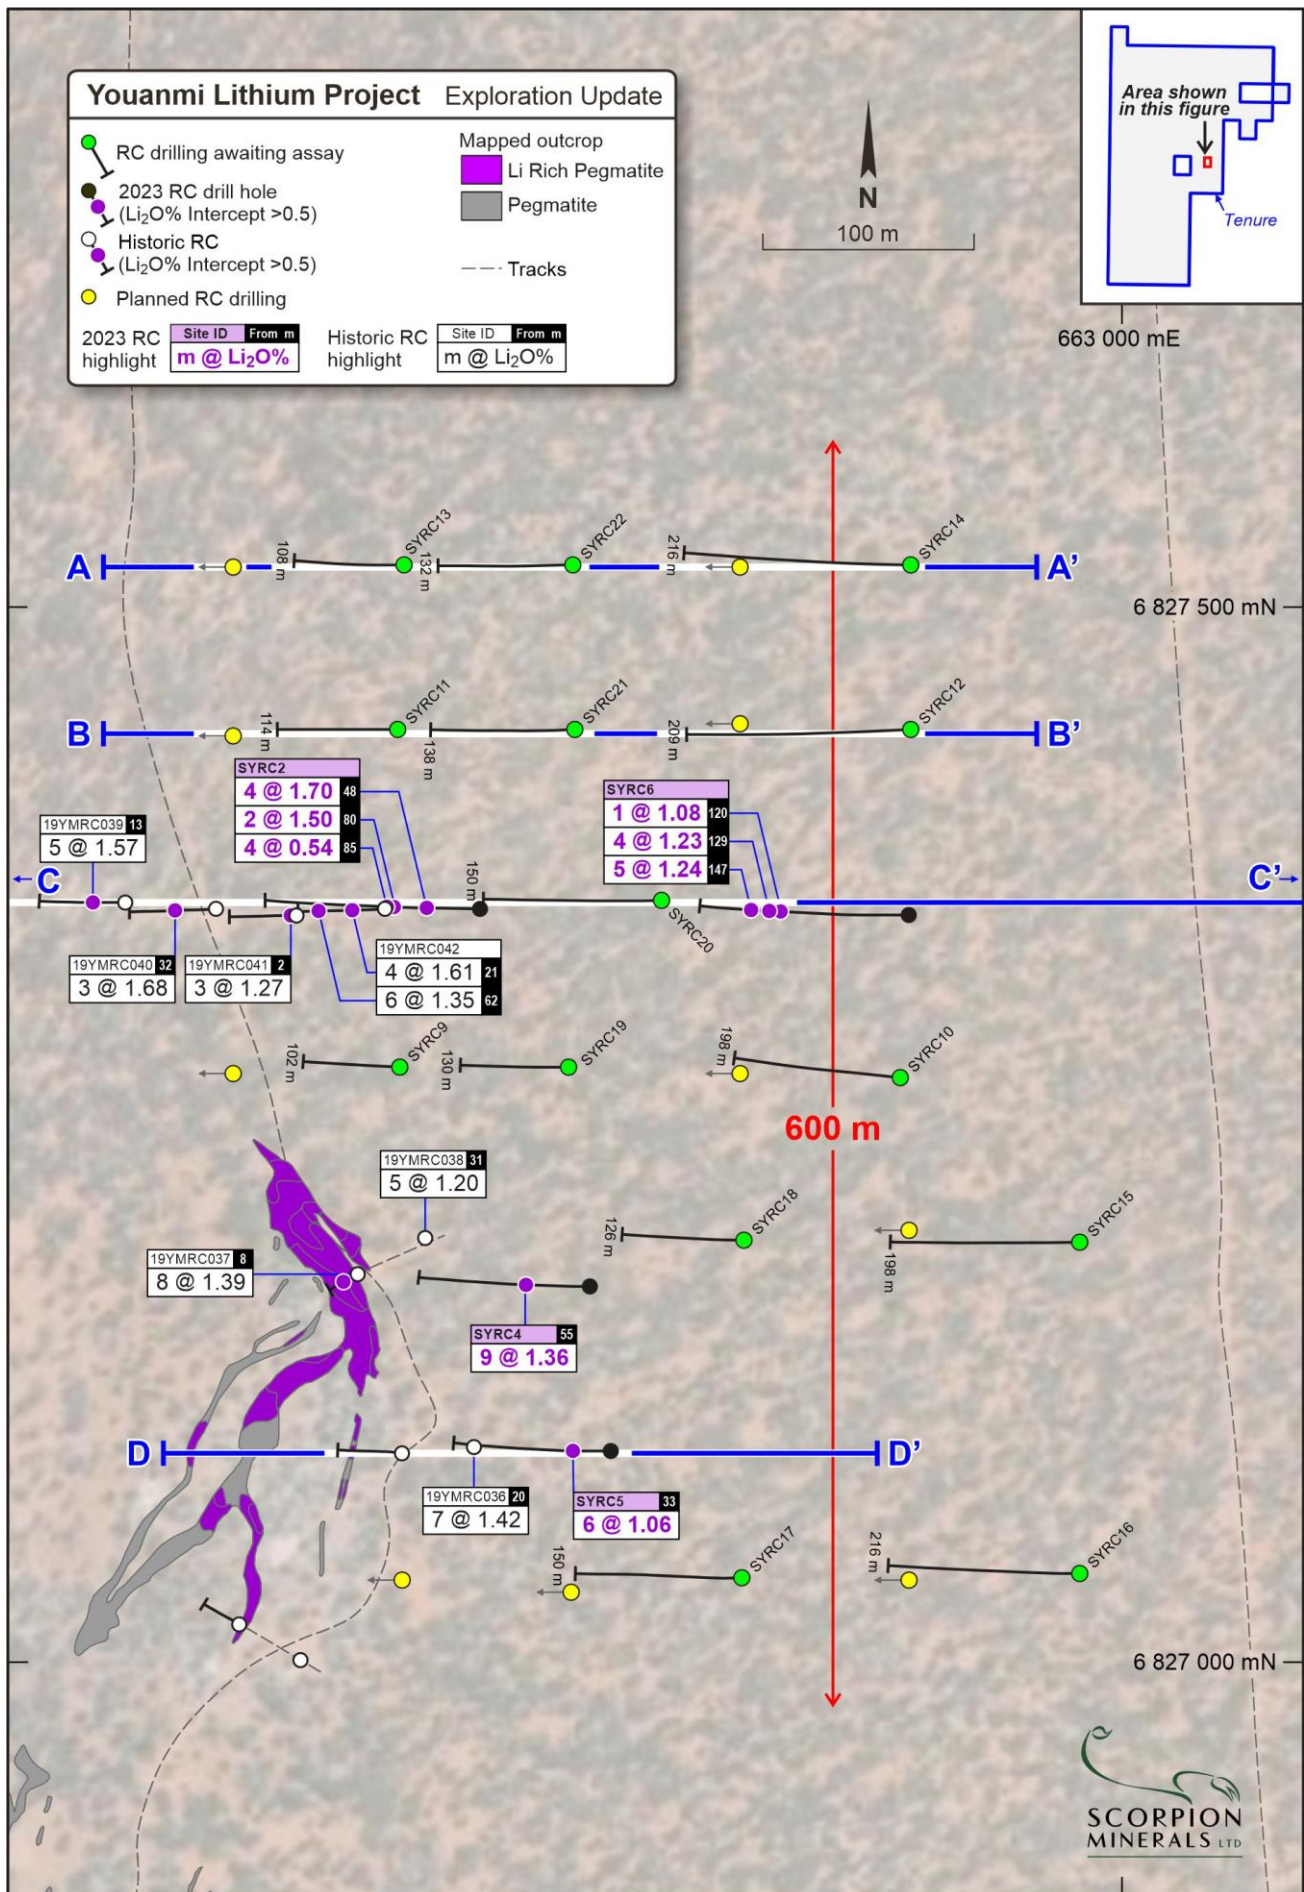 Youanmi Lithium Project Exploration Update
RC drilling awaiting assay
2023 RC drill hole
(Li₂O% Intercept >0.5)
Historic RC
(Li₂O% Intercept >0.5)
Planned RC drilling
Mapped outcrop
Li Rich Pegmatite
Pegmatite
Tracks
2023 RC
highlight
Site ID From m
m @ Li₂O%
Historic RC
highlight
Site ID From m
m @ Li₂O%
N
100 m
Area shown
in this figure
Tenure
663 000 mE
A
108 m
SYRC13
132 m
SYRC22
216 m
SYRC14
A'
6 827 500 mN
B
114 m
SYRC11
138 m
SYRC21
209 m
SYRC12
B'
SYRC2
4 @ 1.70 48
2 @ 1.50 80
4 @ 0.54 85
SYRC6
1 @ 1.08 120
4 @ 1.23 129
5 @ 1.24 147
19YMRC039 13
5 @ 1.57
C
150 m
SYRC20
C'
19YMRC040 32
3 @ 1.68
19YMRC041 2
3 @ 1.27
19YMRC042
4 @ 1.61 21
6 @ 1.35 62
102 m
SYRC9
130 m
SYRC19
198 m
SYRC10
600 m
19YMRC038 31
5 @ 1.20
126 m
SYRC18
198 m
SYRC15
19YMRC037 8
8 @ 1.39
SYRC4 55
9 @ 1.36
D
D'
19YMRC036 20
7 @ 1.42
SYRC5 33
6 @ 1.06
150 m
SYRC17
216 m
SYRC16
6 827 000 mN
SCORPION
MINERALS LTD